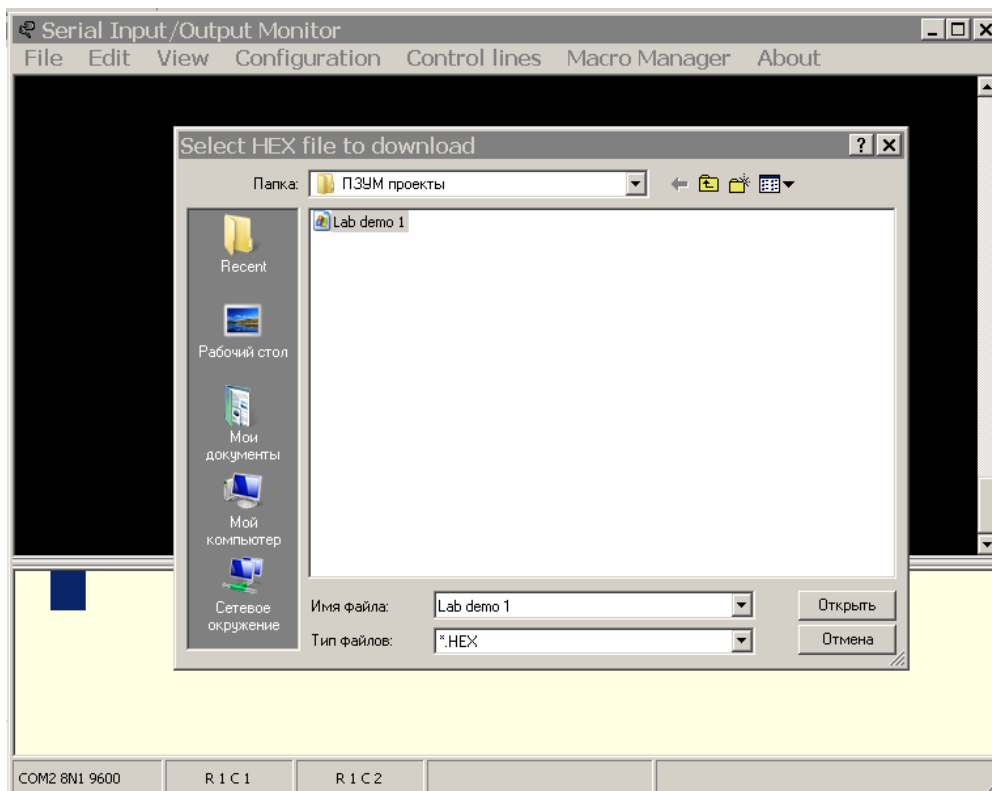 Serial Input/Output Monitor
File Edit View Configuration Control lines Macro Manager About
Select HEX file to download
Папка: ПЗУМ проекты
Lab demo 1
Recent
Рабочий стол
Мои
документы
Мой
компьютер
Сетевое
окружение
Имя файла: Lab demo 1 Открыть
Тип файлов: *.HEX Отмена
COM2 8N1 9600 R 1 C 1 R 1 C 2